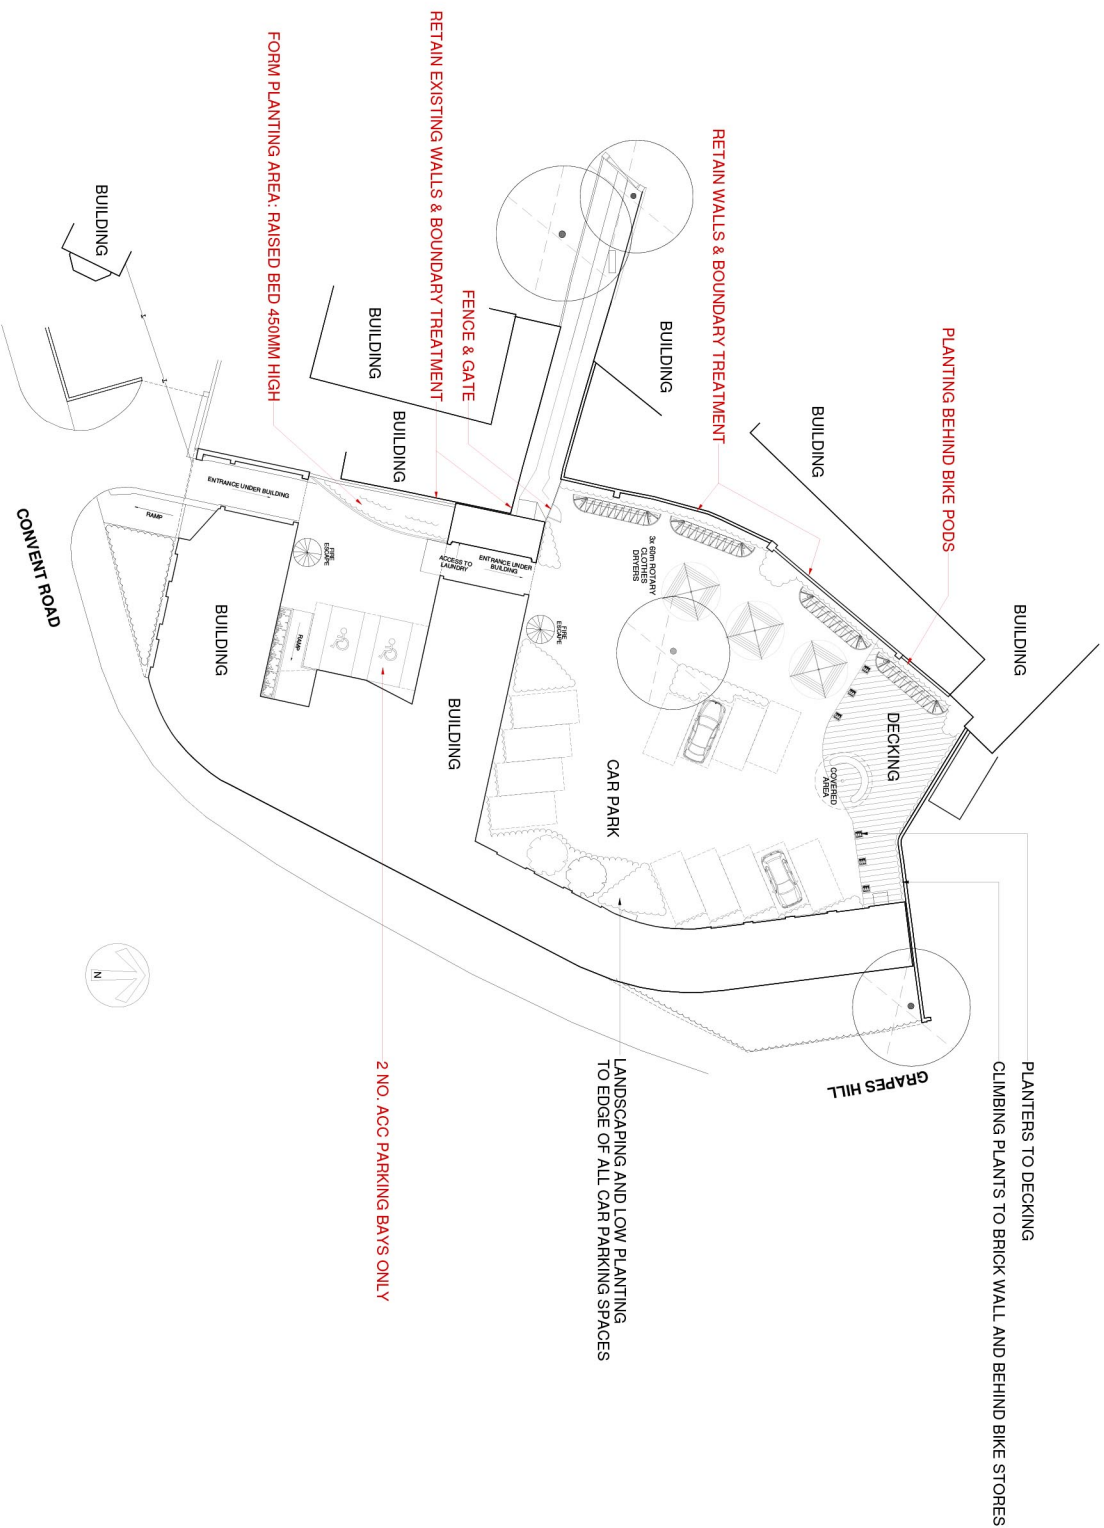 PLANTERS TO DECKING
CLIMBING PLANTS TO BRICK WALL AND BEHIND BIKE STORES
BUILDING
PLANTING BEHIND BIKE PODS
GRAPES HILL
DECKING
COVERED
AREA
BUILDING
RETAIN WALLS & BOUNDARY TREATMENT
BUILDING
3x 60m ROTARY
CLOTHES
DRYERS
CAR PARK
LANDSCAPING AND LOW PLANTING
TO EDGE OF ALL CAR PARKING SPACES
FIRE
ESCAPE
FENCE & GATE
ENTRANCE UNDER
BUILDING
ACCESS TO
LAUNDRY
BUILDING
RETAIN EXISTING WALLS & BOUNDARY TREATMENT
BUILDING
BUILDING
2 NO. ACC PARKING BAYS ONLY
FIRE
ESCAPE
RAMP
FORM PLANTING AREA: RAISED BED 450MM HIGH
ENTRANCE UNDER BUILDING
BUILDING
RAMP
BUILDING
N
CONVENT ROAD